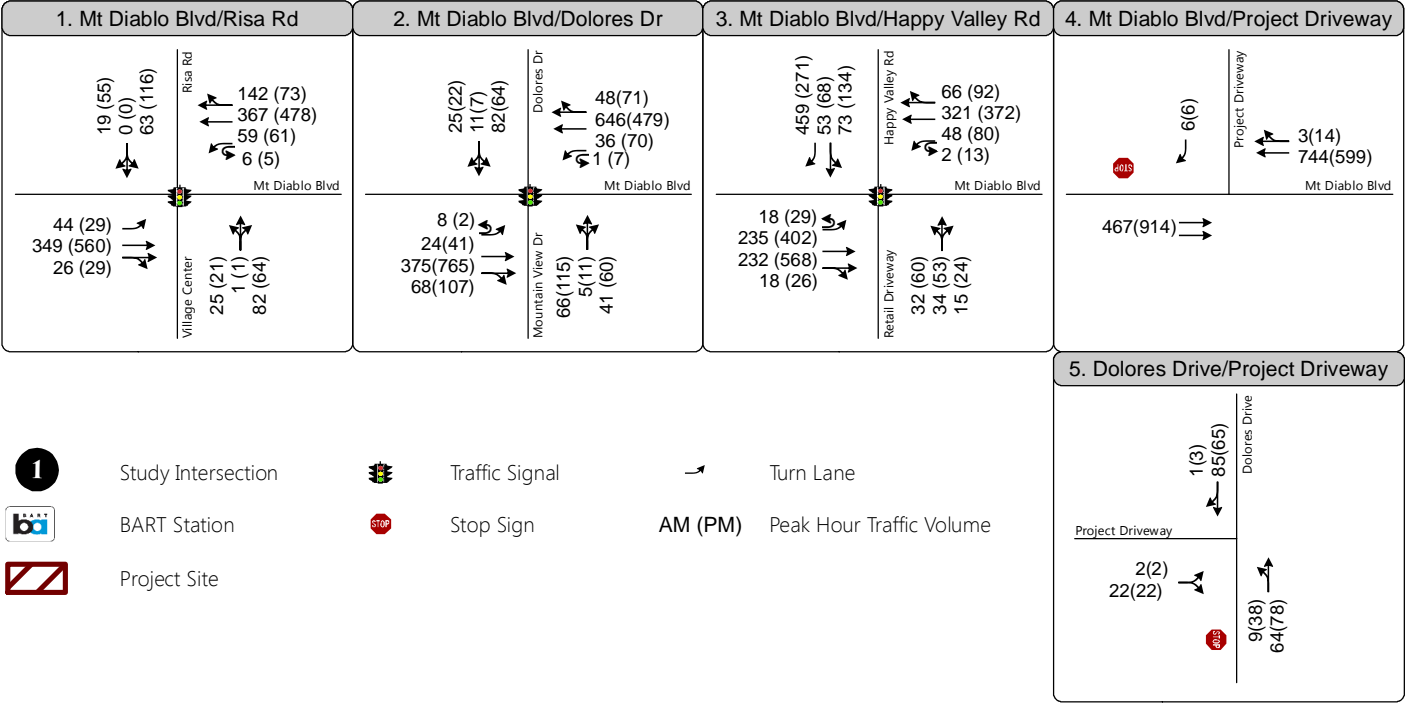 1. Mt Diablo Blvd/Risa Rd
19 (55)
0 (0)
63 (116)
Risa Rd
142 (73)
367 (478)
59 (61)
6 (5)
Mt Diablo Blvd
44 (29)
349 (560)
26 (29)
Village Center
25 (21)
1 (1)
82 (64)
2. Mt Diablo Blvd/Dolores Dr
25(22)
11(7)
82(64)
Dolores Dr
48(71)
646(479)
36 (70)
1 (7)
Mt Diablo Blvd
8 (2)
24(41)
375(765)
68(107)
Mountain View Dr
66(115)
5(11)
41 (60)
3. Mt Diablo Blvd/Happy Valley Rd
459 (271)
53 (68)
73 (134)
Happy Valley Rd
66 (92)
321 (372)
48 (80)
2 (13)
Mt Diablo Blvd
18 (29)
235 (402)
232 (568)
18 (26)
Retail Driveway
32 (60)
34 (53)
15 (24)
4. Mt Diablo Blvd/Project Driveway
STOP
6(6)
Project Driveway
3(14)
744(599)
Mt Diablo Blvd
467(914)
5. Dolores Drive/Project Driveway
1(3)
85(65)
Dolores Drive
Project Driveway
2(2)
22(22)
STOP
9(38)
64(78)
1 Study Intersection
Traffic Signal
Turn Lane
BART
ba BART Station
STOP Stop Sign
AM (PM) Peak Hour Traffic Volume
Project Site